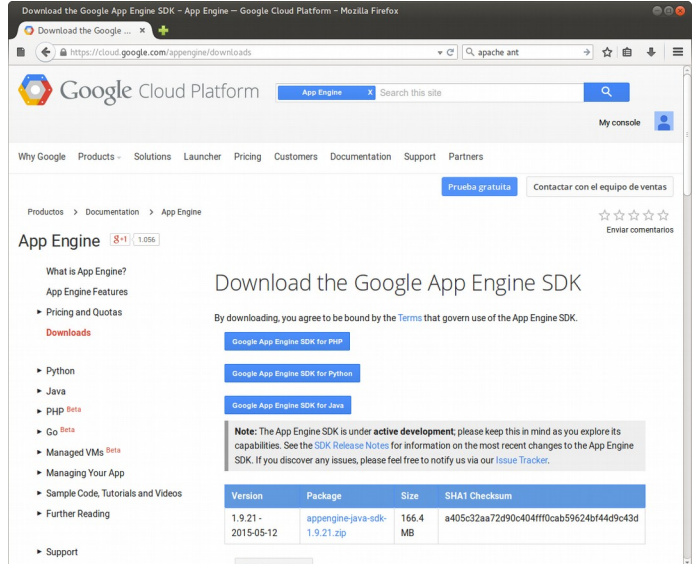 Download the Google App Engine SDK - App Engine — Google Cloud Platform - Mozilla Firefox
Download the Google ...
https://cloud.google.com/appengine/downloads
apache ant
Google Cloud Platform
App Engine X Search this site
My console
Why Google Products Solutions Launcher Pricing Customers Documentation Support Partners
Prueba gratuita Contactar con el equipo de ventas
Productos > Documentation > App Engine
Enviar comentarios
App Engine g+1 1.056
What is App Engine?
App Engine Features
Pricing and Quotas
Downloads
Python
Java
PHP Beta
Go Beta
Managed VMs Beta
Managing Your App
Sample Code, Tutorials and Videos
Further Reading
Support
Download the Google App Engine SDK
By downloading, you agree to be bound by the Terms that govern use of the App Engine SDK.
Google App Engine SDK for PHP
Google App Engine SDK for Python
Google App Engine SDK for Java
Note: The App Engine SDK is under active development, please keep this in mind as you explore its
capabilities. See the SDK Release Notes for information on the most recent changes to the App Engine
SDK. If you discover any issues, please feel free to notify us via our Issue Tracker.
Version Package Size SHA1 Checksum
1.9.21 - appengine-java-sdk- 166.4 a405c32aa72d90c404fff0cab59624bf44d9c43d
2015-05-12 1.9.21.zip MB